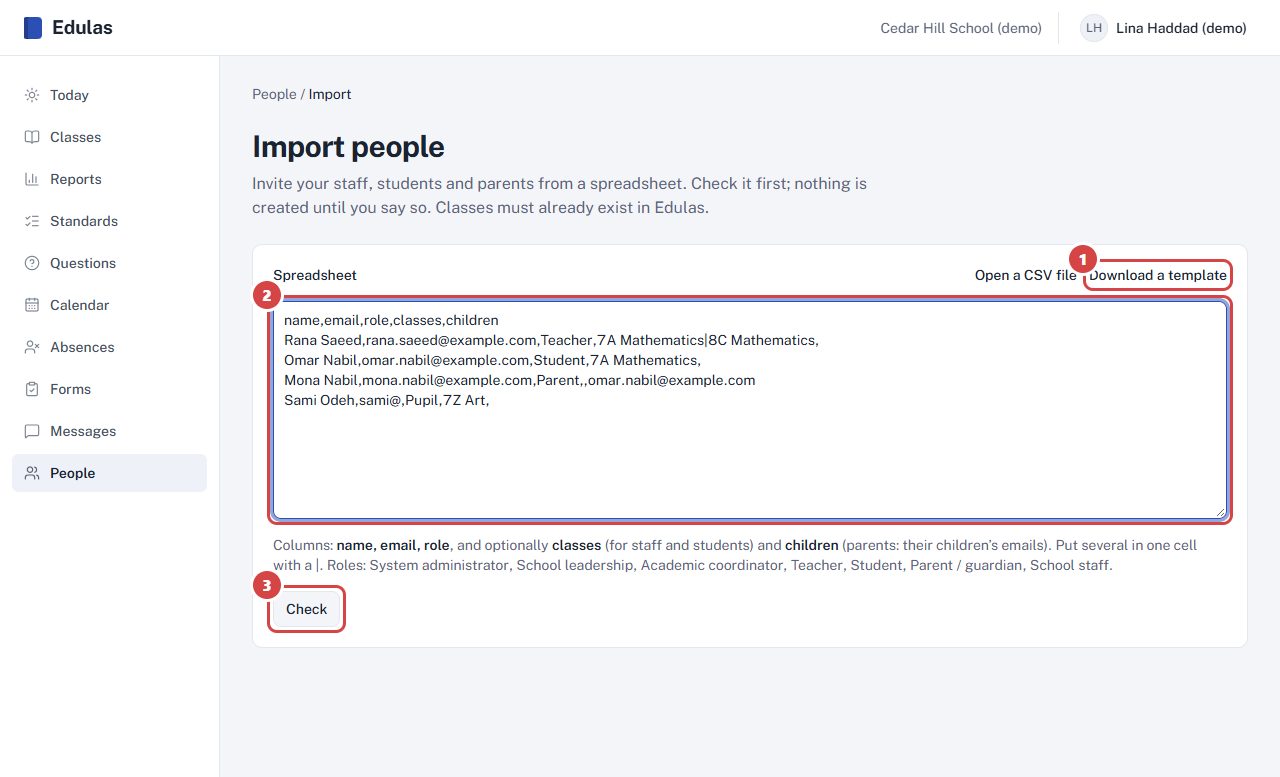 Edulas
Cedar Hill School (demo)
LH
Lina Haddad (demo)
Today
Classes
Reports
Standards
Questions
Calendar
Absences
Forms
Messages
People
People / Import
Import people
Invite your staff, students and parents from a spreadsheet. Check it first; nothing is
created until you say so. Classes must already exist in Edulas.
1
Spreadsheet
Open a CSV file
Download a template
2
name,email,role,classes,children
Rana Saeed,rana.saeed@example.com,Teacher,7A Mathematics|8C Mathematics,
Omar Nabil,omar.nabil@example.com,Student,7A Mathematics,
Mona Nabil,mona.nabil@example.com,Parent,,omar.nabil@example.com
Sami Odeh,sami@,Pupil,7Z Art,
Columns: name, email, role, and optionally classes (for staff and students) and children (parents: their children's emails). Put several in one cell
with a |. Roles: System administrator, School leadership, Academic coordinator, Teacher, Student, Parent / guardian, School staff.
3
Check